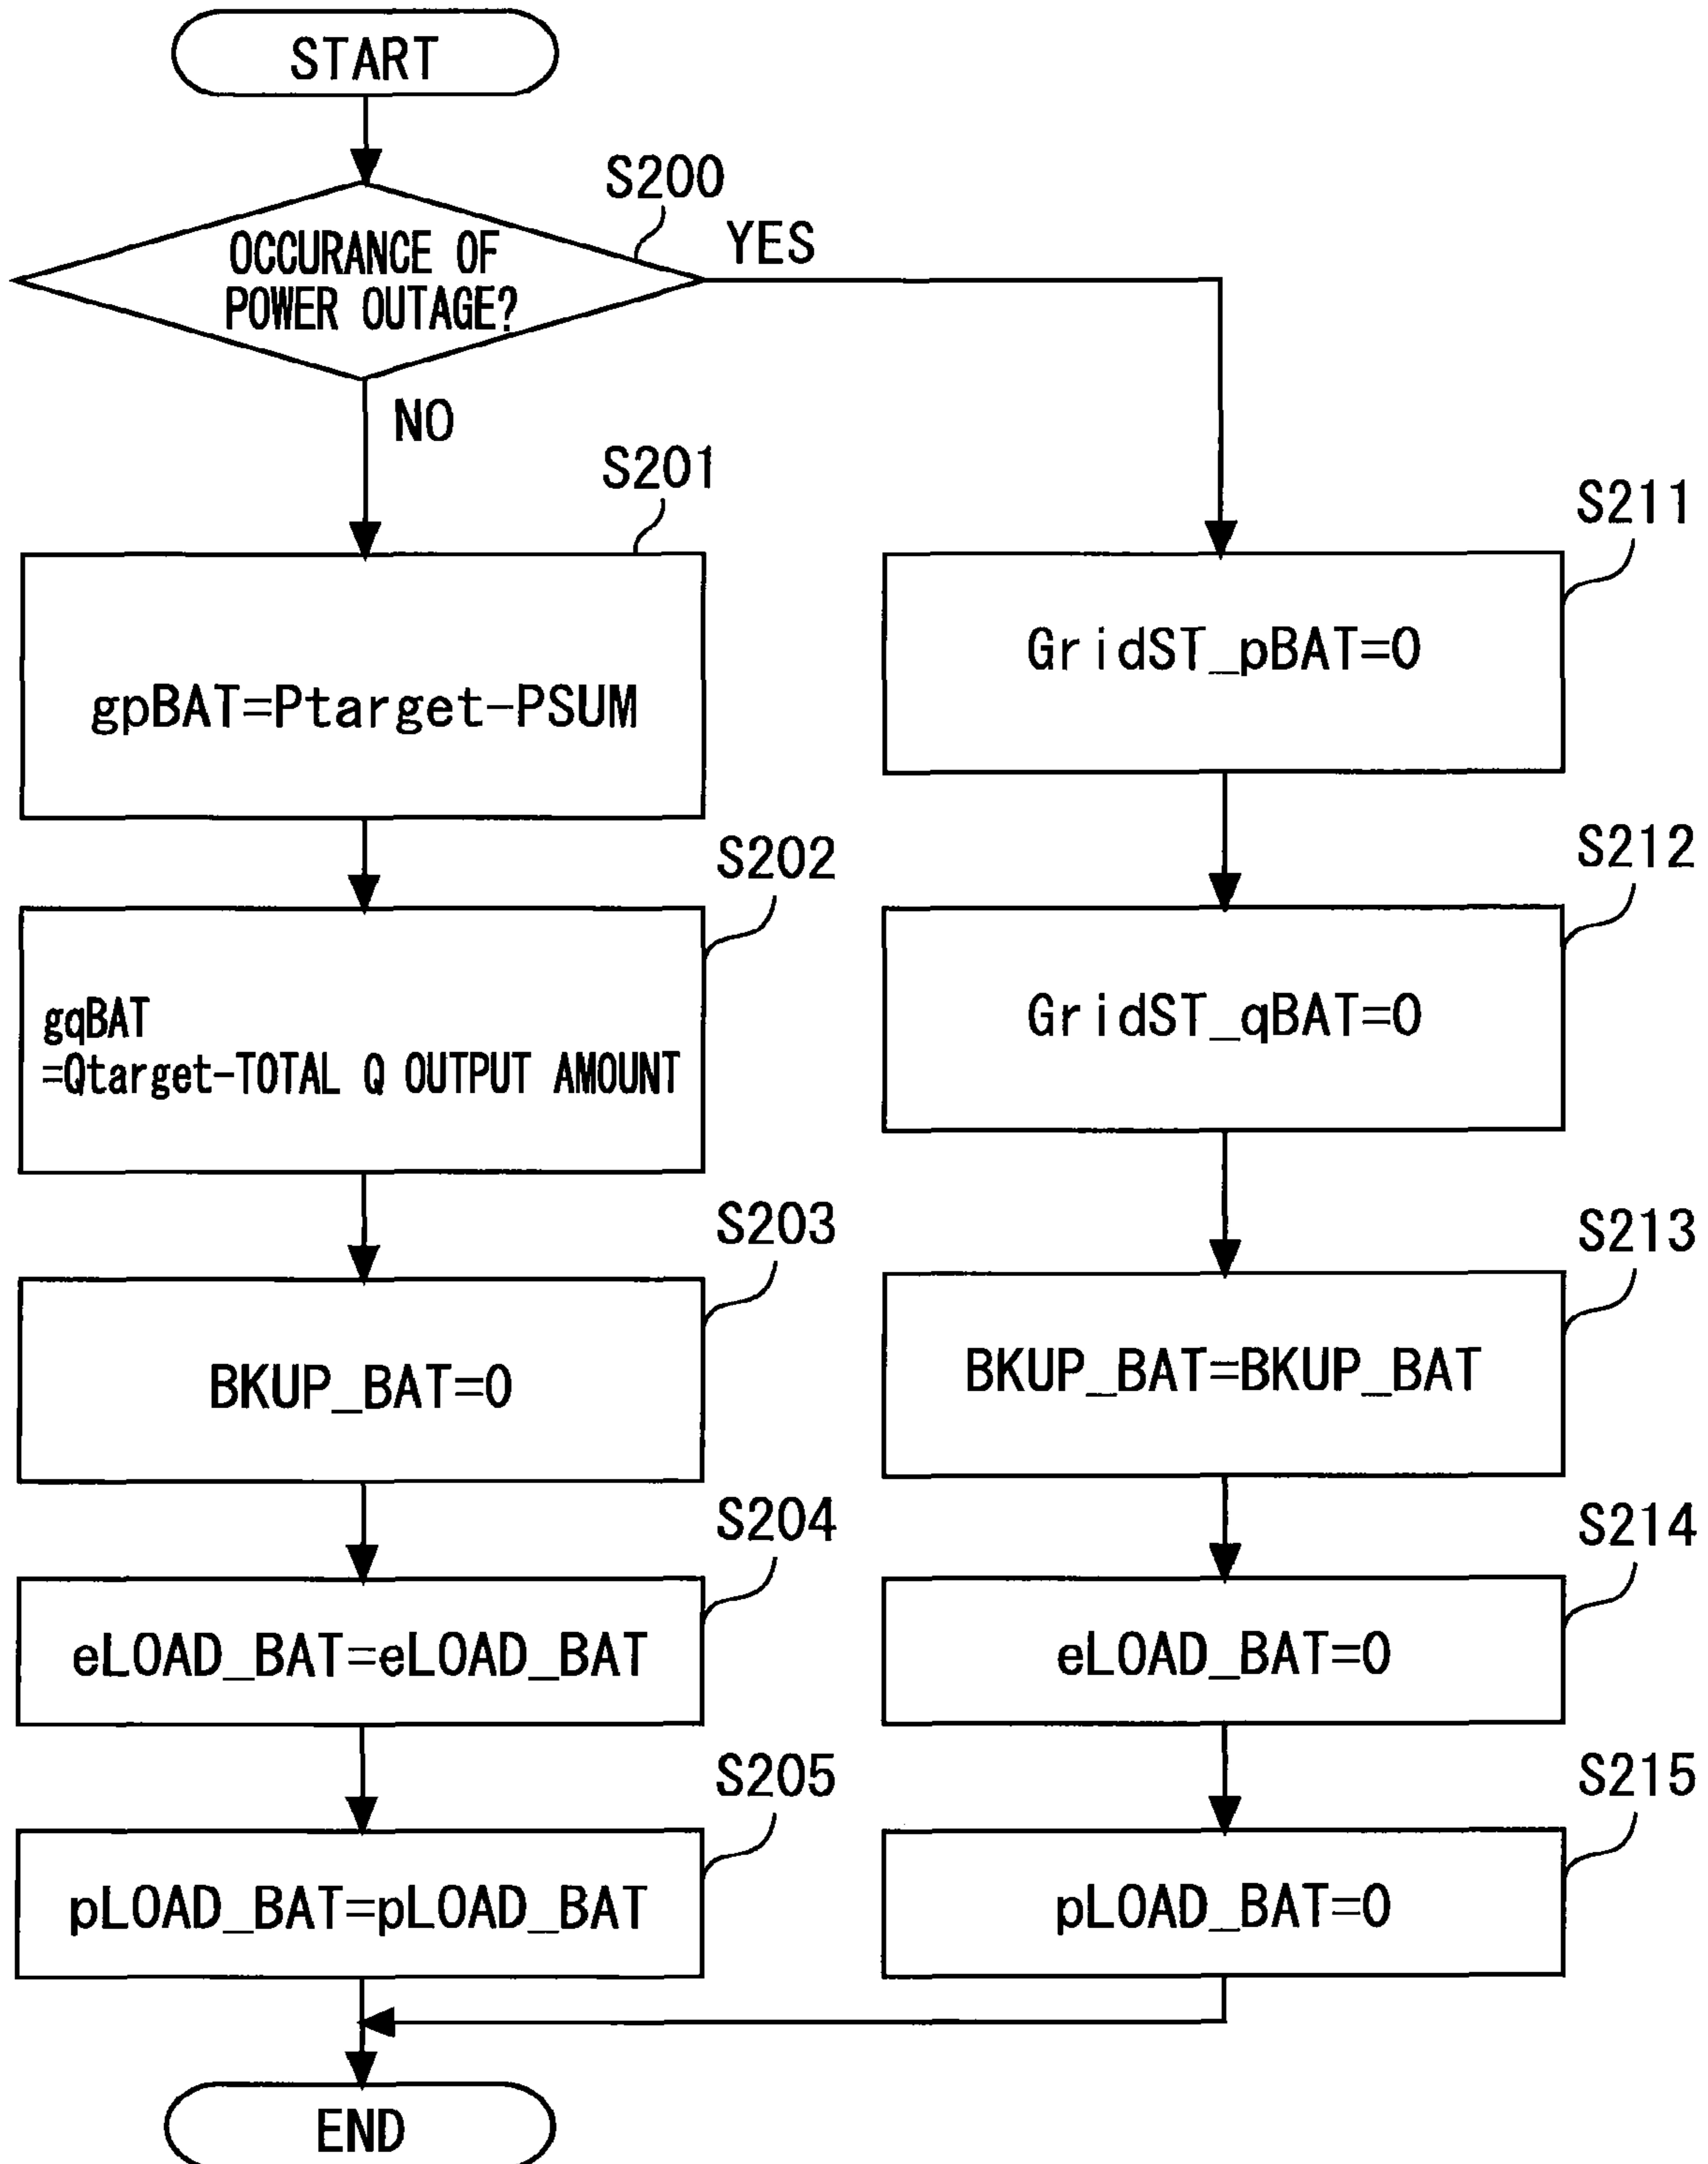 START
S200
OCCURANCE OF
POWER OUTAGE?
YES
NO
S201
gpBAT=Ptarget-PSUM
S202
gqBAT
=Qtarget-TOTAL Q OUTPUT AMOUNT
S203
BKUP_BAT=0
S204
eLOAD_BAT=eLOAD_BAT
S205
pLOAD_BAT=pLOAD_BAT
S211
GridST_pBAT=0
S212
GridST_qBAT=0
S213
BKUP_BAT=BKUP_BAT
S214
eLOAD_BAT=0
S215
pLOAD_BAT=0
END